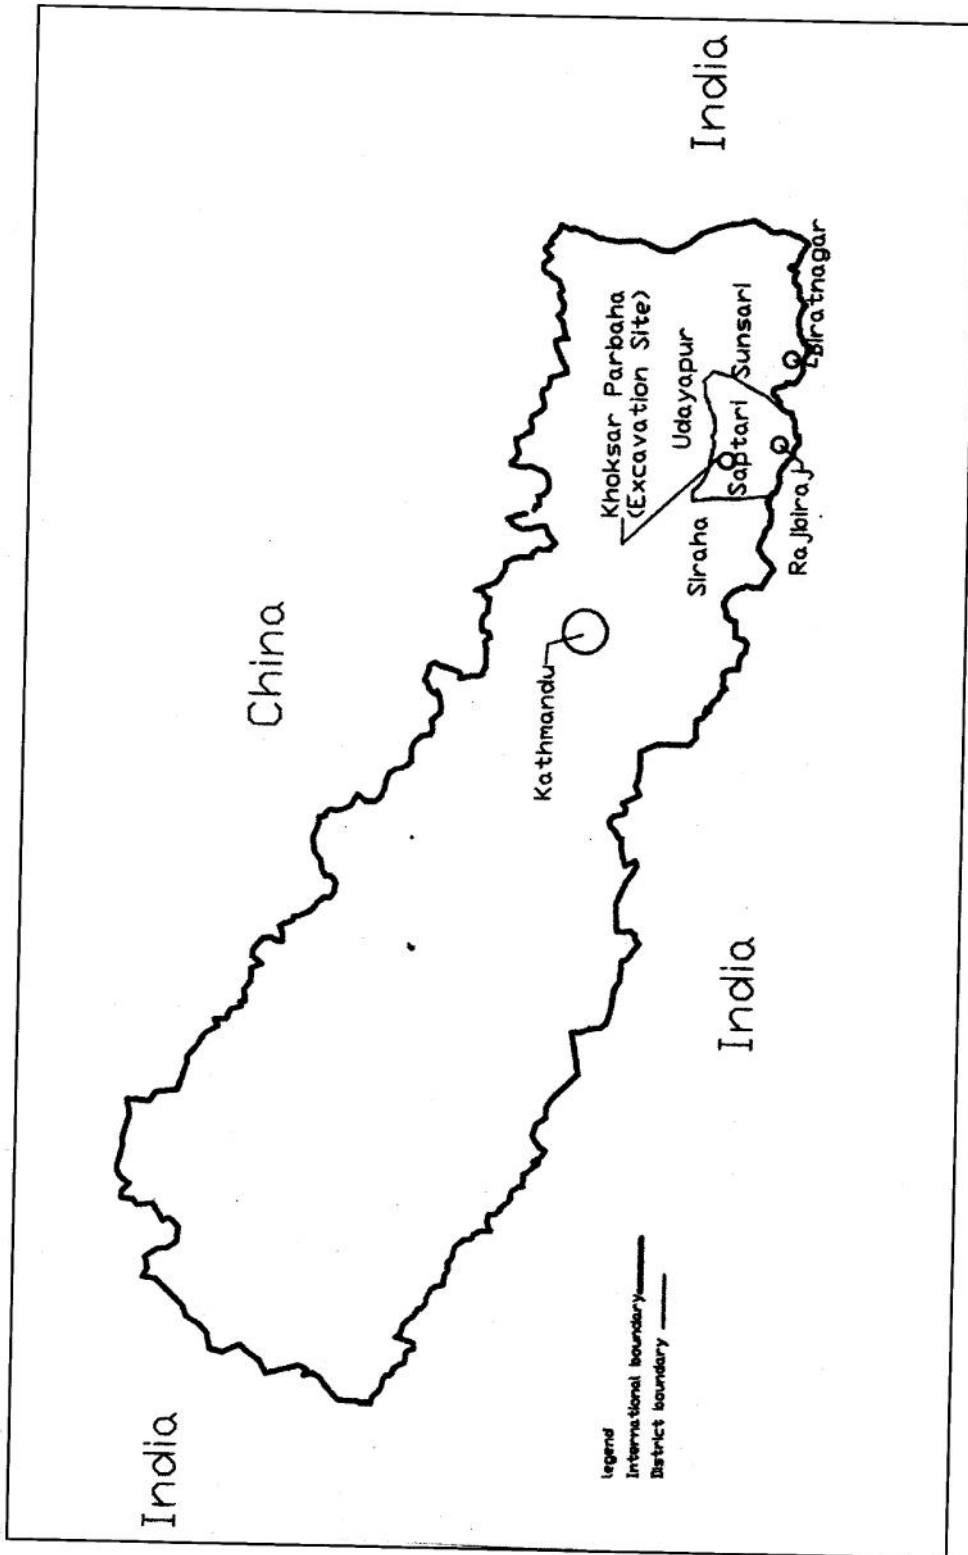 India
China
India
India
Kathmandu
Khoksar Parbaha
(Excavation Site)
Udayapur
Siraha
Saptari
Sunsari
Rajbiraj
Biratnagar
legend
International boundary
District boundary